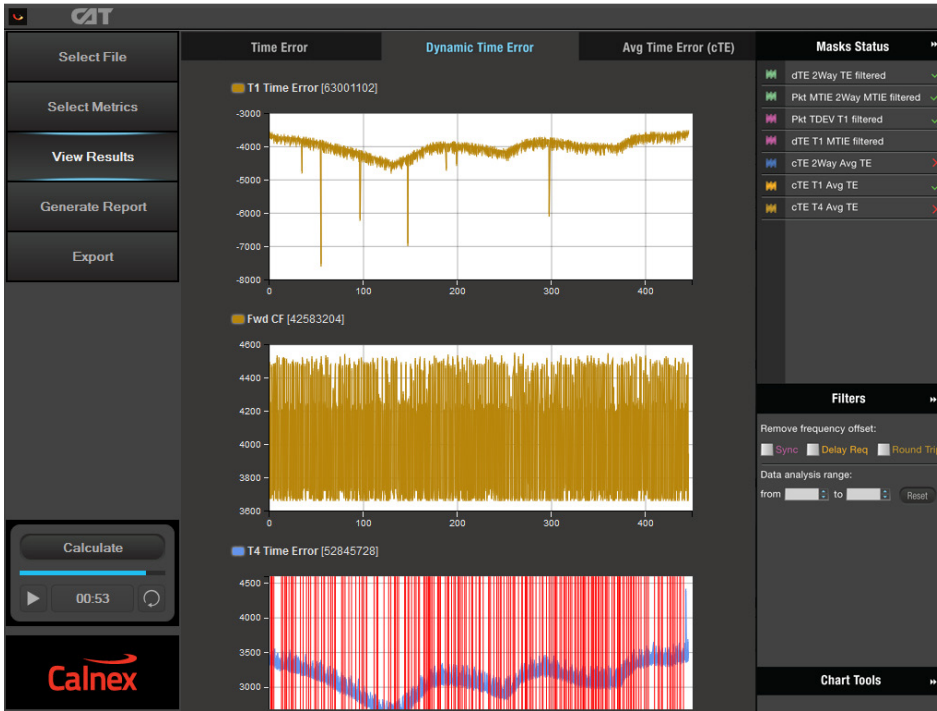 CAT
Select File
Select Metrics
View Results
Generate Report
Export
Calculate
00:53
Calnex
Time Error
Dynamic Time Error
Avg Time Error (cTE)
T1 Time Error [63001102]
-3000
-4000
-5000
-6000
-7000
-8000
0 100 200 300 400
Fwd CF [42583204]
4600
4400
4200
4000
3800
3600
0 100 200 300 400
T4 Time Error [52845728]
4500
4000
3500
3000
Masks Status
dTE 2Way TE filtered
Pkt MTIE 2Way MTIE filtered
Pkt TDEV T1 filtered
dTE T1 MTIE filtered
cTE 2Way Avg TE
cTE T1 Avg TE
cTE T4 Avg TE
Filters
Remove frequency offset:
Sync Delay Req Round Trip
Data analysis range:
from to Reset
Chart Tools